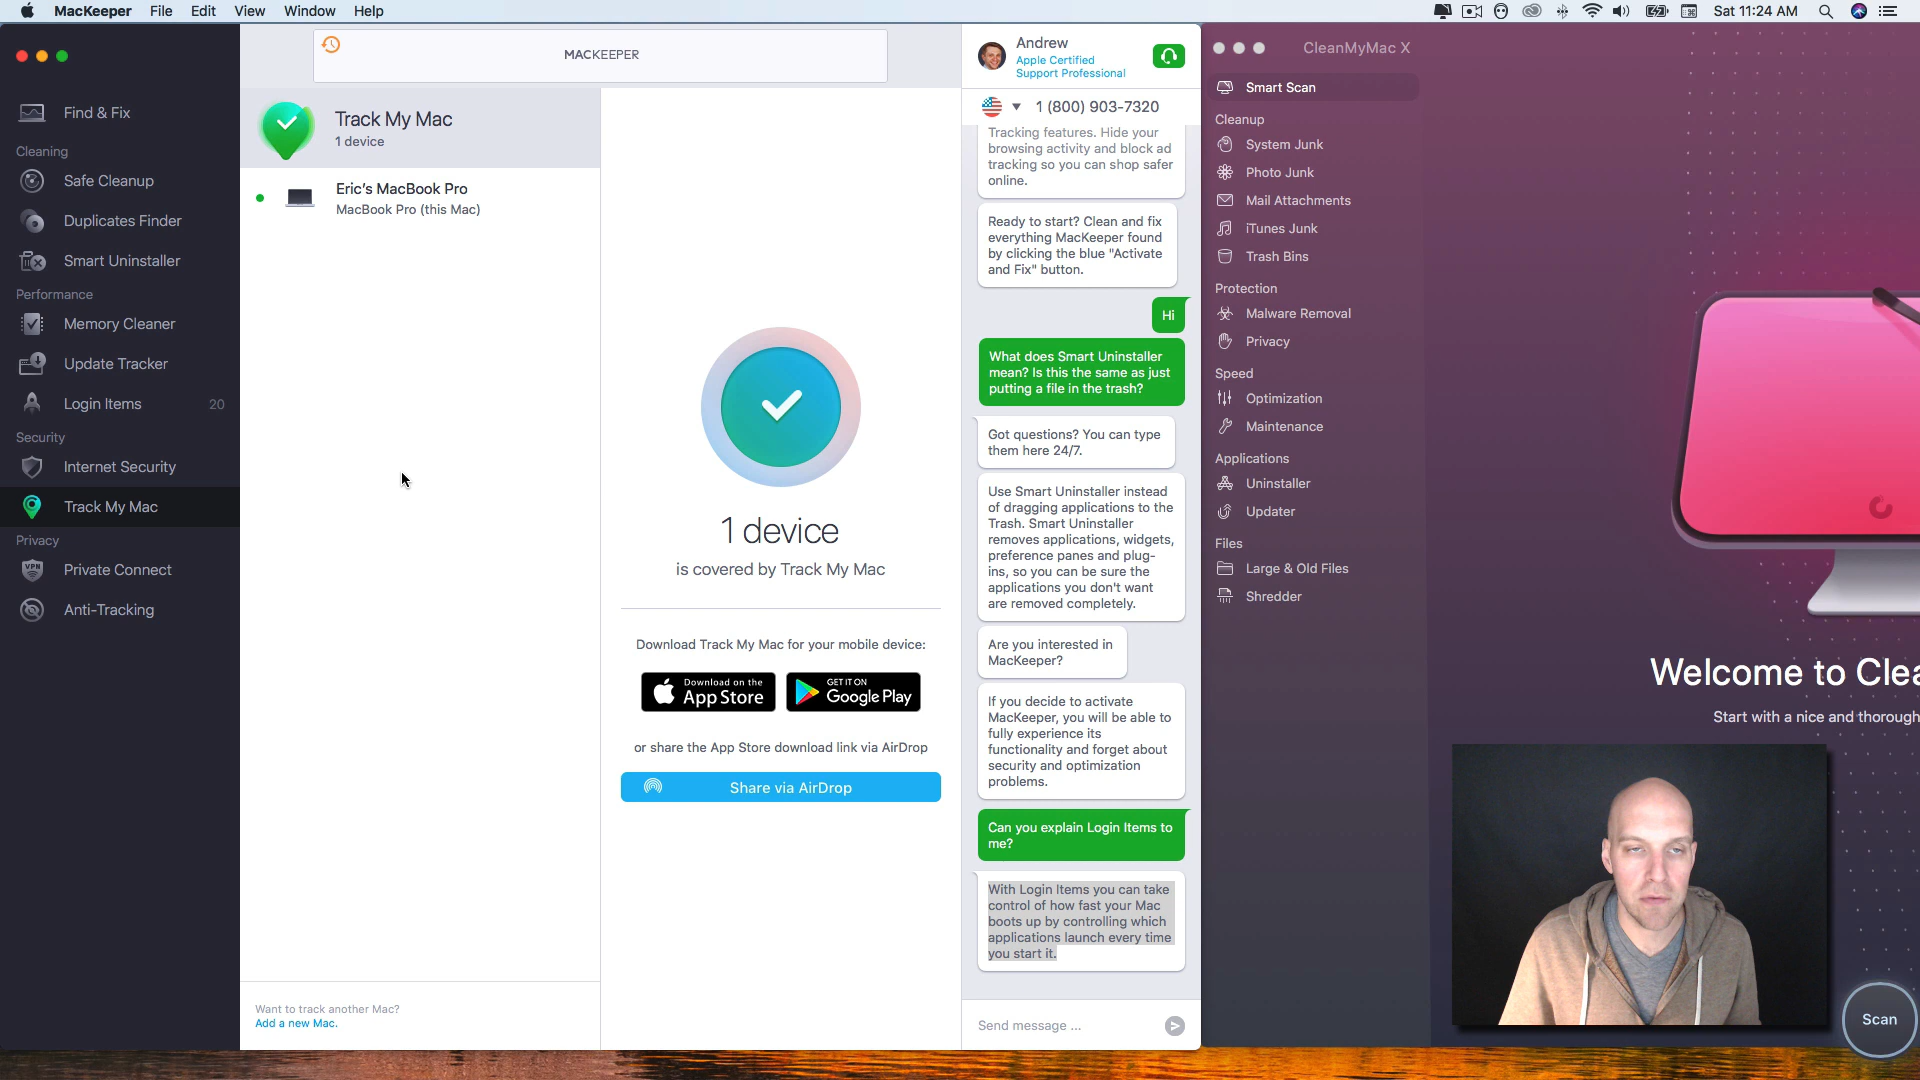 MacKeeper File Edit View Window Help
Sat 11:24 AM
Find & Fix
Cleaning
Safe Cleanup
Duplicates Finder
Smart Uninstaller
Performance
Memory Cleaner
Update Tracker
Login Items 20
Security
Internet Security
Track My Mac
Privacy
VPN
Private Connect
Anti-Tracking
MACKEEPER
Track My Mac
1 device
Eric's MacBook Pro
MacBook Pro (this Mac)
Want to track another Mac?
Add a new Mac.
1 device
is covered by Track My Mac
Download Track My Mac for your mobile device:
Download on the
App Store
GET IT ON
Google Play
or share the App Store download link via AirDrop
Share via AirDrop
Andrew
Apple Certified
Support Professional
1 (800) 903-7320
Tracking features. Hide your
browsing activity and block ad
tracking so you can shop safer
online.
Ready to start? Clean and fix
everything MacKeeper found
by clicking the blue "Activate
and Fix" button.
Hi
What does Smart Uninstaller
mean? Is this the same as just
putting a file in the trash?
Got questions? You can type
them here 24/7.
Use Smart Uninstaller instead
of dragging applications to the
Trash. Smart Uninstaller
removes applications, widgets,
preference panes and plug-
ins, so you can be sure the
applications you don't want
are removed completely.
Are you interested in
MacKeeper?
If you decide to activate
MacKeeper, you will be able to
fully experience its
functionality and forget about
security and optimization
problems.
Can you explain Login Items to
me?
With Login Items you can take
control of how fast your Mac
boots up by controlling which
applications launch every time
you start it.
Send message ...
CleanMyMac X
Smart Scan
Cleanup
System Junk
Photo Junk
Mail Attachments
iTunes Junk
Trash Bins
Protection
Malware Removal
Privacy
Speed
Optimization
Maintenance
Applications
Uninstaller
Updater
Files
Large & Old Files
Shredder
Welcome to Clea
Start with a nice and thorough
Scan